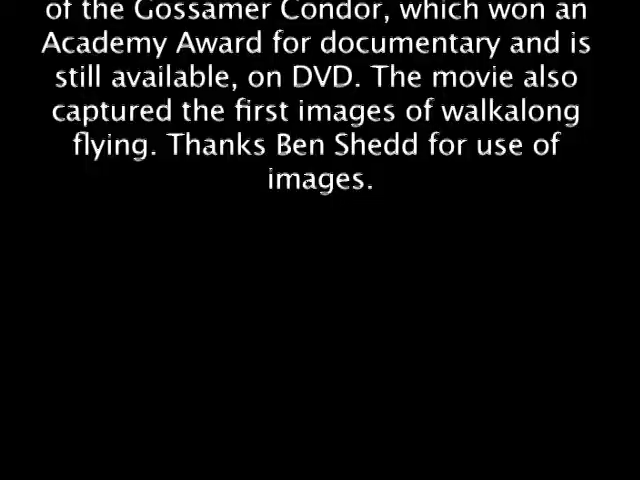 of the Gossamer Condor, which won an
Academy Award for documentary and is
still available, on DVD. The movie also
captured the first images of walkalong
flying. Thanks Ben Shedd for use of
images.